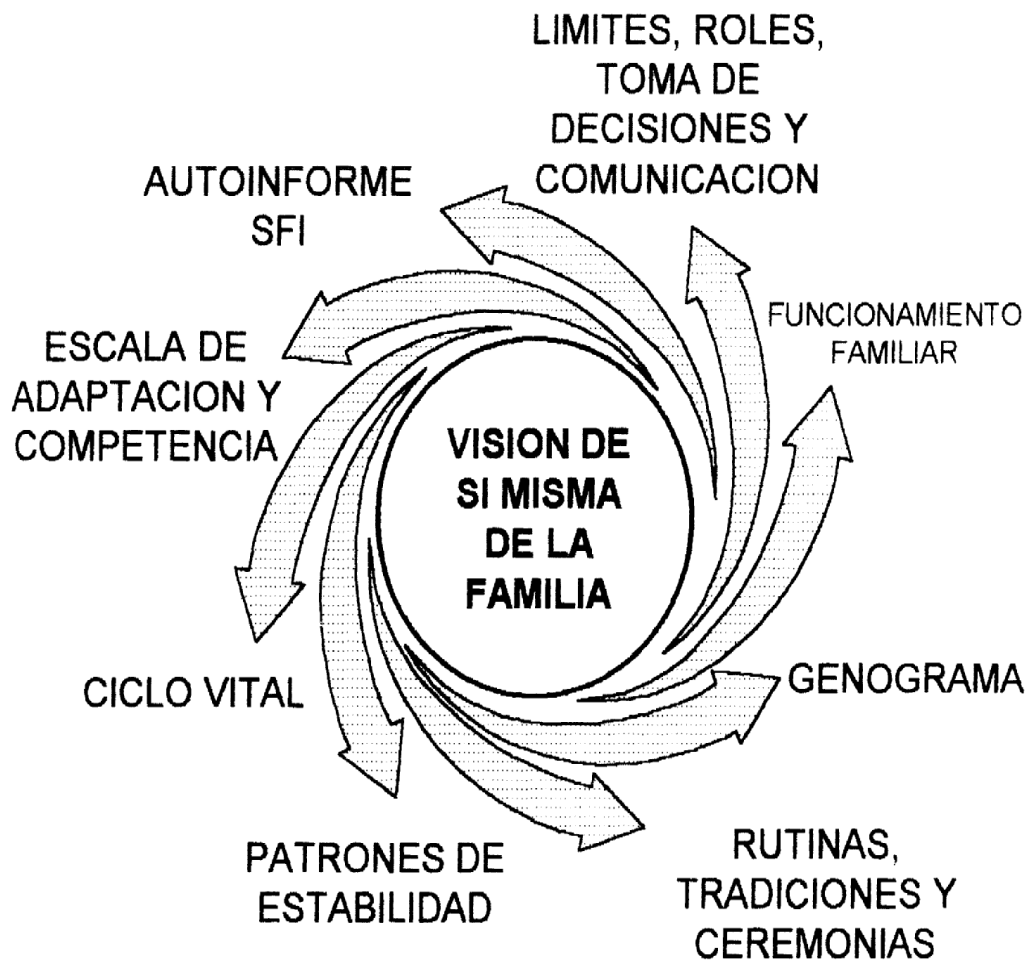 LIMITES, ROLES,
TOMA DE
DECISIONES Y
COMUNICACION
AUTOINFORME
SFI
FUNCIONAMIENTO
FAMILIAR
ESCALA DE
ADAPTACION Y
COMPETENCIA
VISION DE
SI MISMA
DE LA
FAMILIA
GENOGRAMA
CICLO VITAL
PATRONES DE
ESTABILIDAD
RUTINAS,
TRADICIONES Y
CEREMONIAS